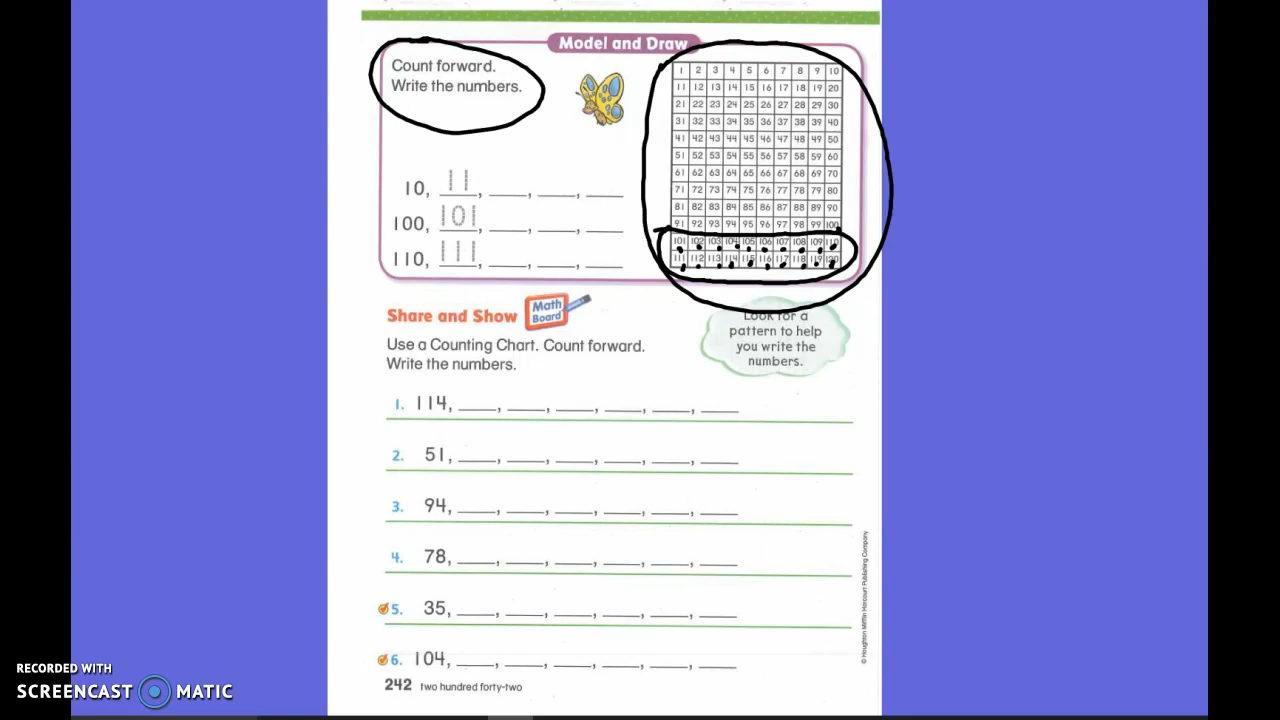 Model and Draw
Count forward.
Write the numbers.
1 2 3 4 5 6 7 8 9 10
11 12 13 14 15 16 17 18 19 20
21 22 23 24 25 26 27 28 29 30
31 32 33 34 35 36 37 38 39 40
41 42 43 44 45 46 47 48 49 50
51 52 53 54 55 56 57 58 59 60
61 62 63 64 65 66 67 68 69 70
71 72 73 74 75 76 77 78 79 80
81 82 83 84 85 86 87 88 89 90
91 92 93 94 95 96 97 98 99 100
101 102 103 104 105 106 107 108 109 110
111 112 113 114 115 116 117 118 119 120
10, 11, ___, ___, ___
100, 101, ___, ___, ___
110, 111, ___, ___, ___
Share and Show
Math
Board
Use a Counting Chart. Count forward.
Write the numbers.
Look for a
pattern to help
you write the
numbers.
1. 114, ___, ___, ___, ___, ___, ___
2. 51, ___, ___, ___, ___, ___, ___
3. 94, ___, ___, ___, ___, ___, ___
4. 78, ___, ___, ___, ___, ___, ___
5. 35, ___, ___, ___, ___, ___, ___
6. 104, ___, ___, ___, ___, ___, ___
242 two hundred forty-two
© Houghton Mifflin Harcourt Publishing Company
RECORDED WITH
SCREENCAST MATIC